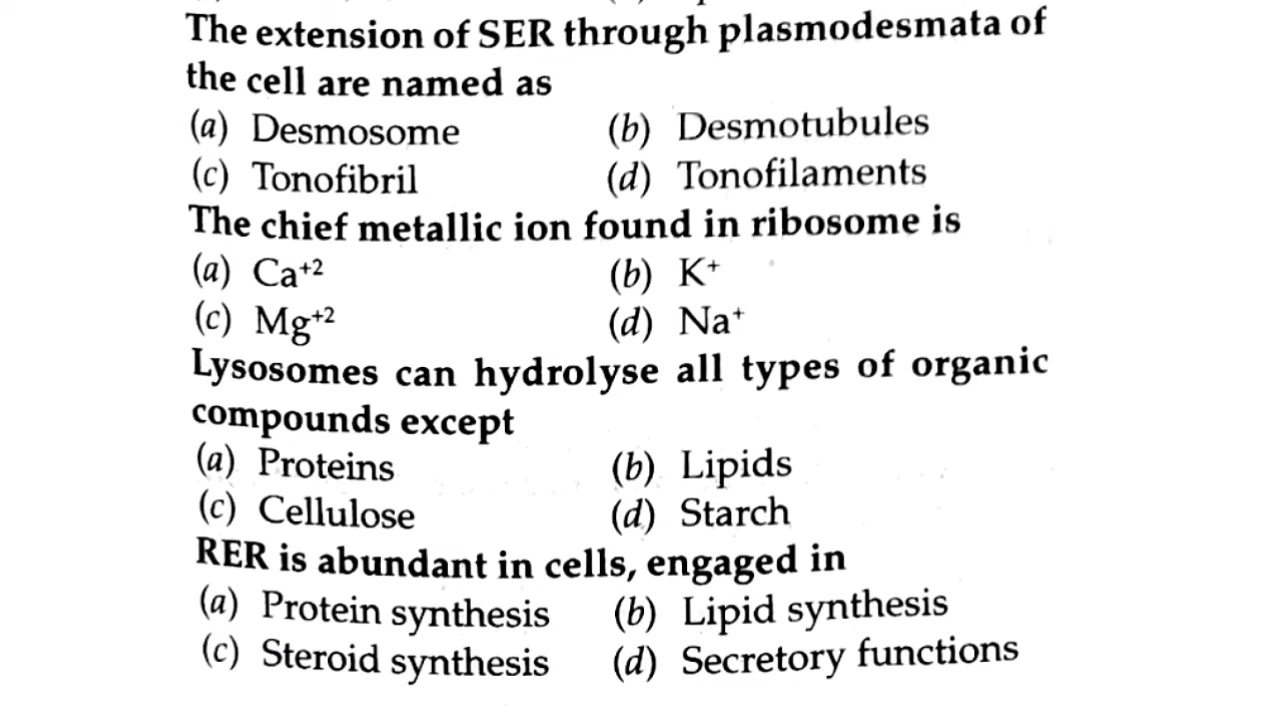 The extension of SER through plasmodesmata of
the cell are named as
(a) Desmosome (b) Desmotubules
(c) Tonofibril (d) Tonofilaments
The chief metallic ion found in ribosome is
(a) Ca⁺² (b) K⁺
(c) Mg⁺² (d) Na⁺
Lysosomes can hydrolyse all types of organic
compounds except
(a) Proteins (b) Lipids
(c) Cellulose (d) Starch
RER is abundant in cells, engaged in
(a) Protein synthesis (b) Lipid synthesis
(c) Steroid synthesis (d) Secretory functions